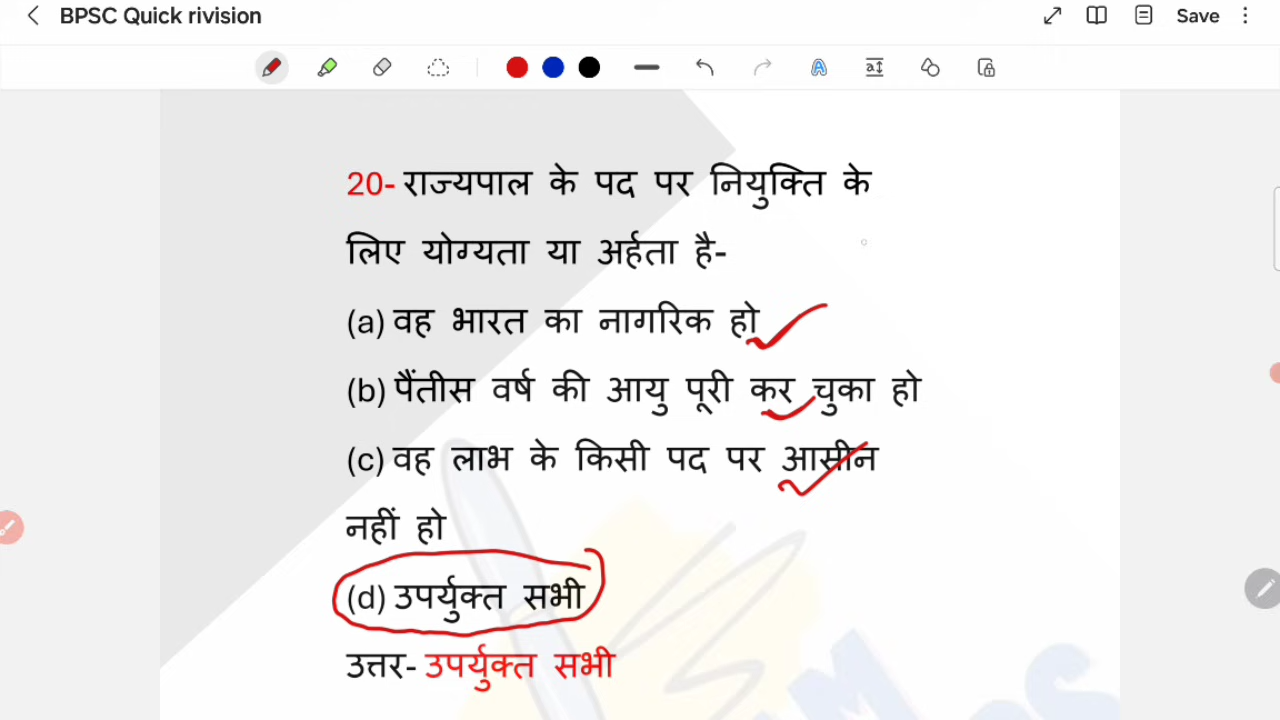 BPSC Quick rivision
Save
20- राज्यपाल के पद पर नियुक्ति के
लिए योग्यता या अर्हता है-
(a) वह भारत का नागरिक हो
(b) पैंतीस वर्ष की आयु पूरी कर चुका हो
(c) वह लाभ के किसी पद पर आसीन
नहीं हो
(d) उपर्युक्त सभी
उत्तर- उपर्युक्त सभी